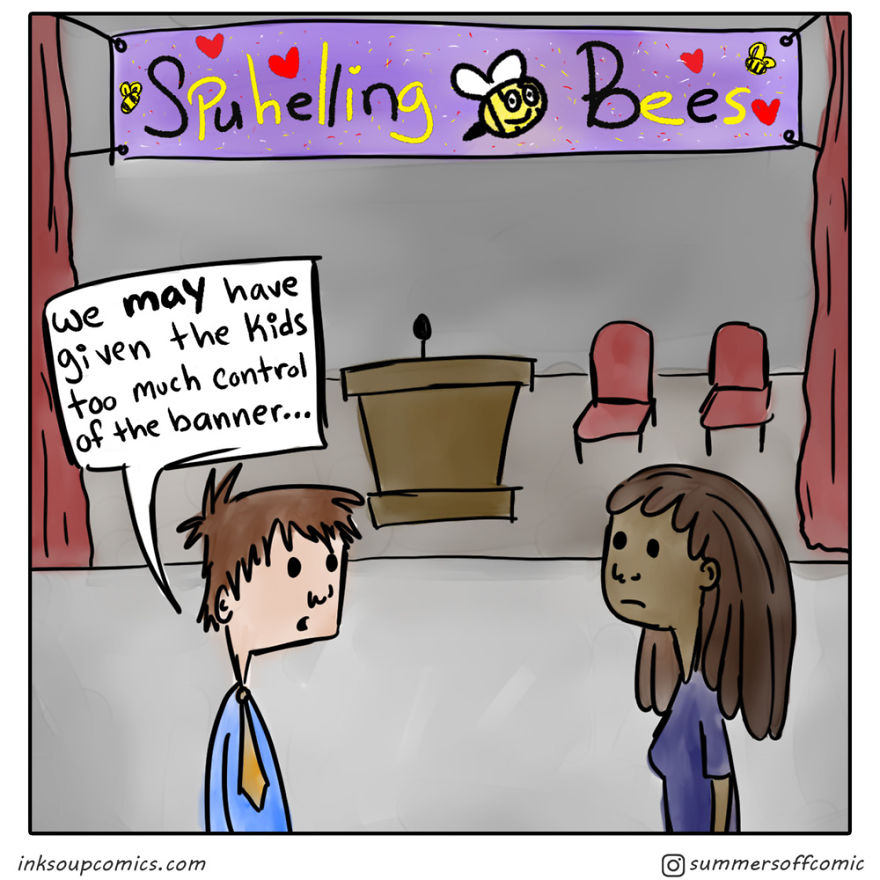 Spuhelling Bees
We may have
given the kids
too much control
of the banner...
inksoupcomics.com
summersoffcomic